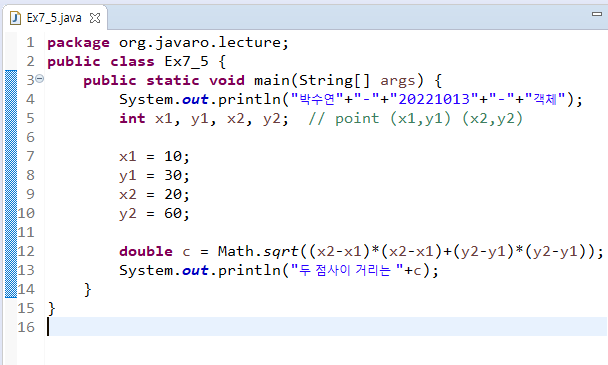 Ex7_5.java
1 package org.javaro.lecture;
2 public class Ex7_5 {
3 public static void main(String[] args) {
4 System.out.println("박수연"+"-"+"20221013"+"-"+"객체");
5 int x1, y1, x2, y2;  // point (x1,y1) (x2,y2)
6
7 x1 = 10;
8 y1 = 30;
9 x2 = 20;
10 y2 = 60;
11
12 double c = Math.sqrt((x2-x1)*(x2-x1)+(y2-y1)*(y2-y1));
13 System.out.println("두 점사이 거리는 "+c);
14 }
15 }
16